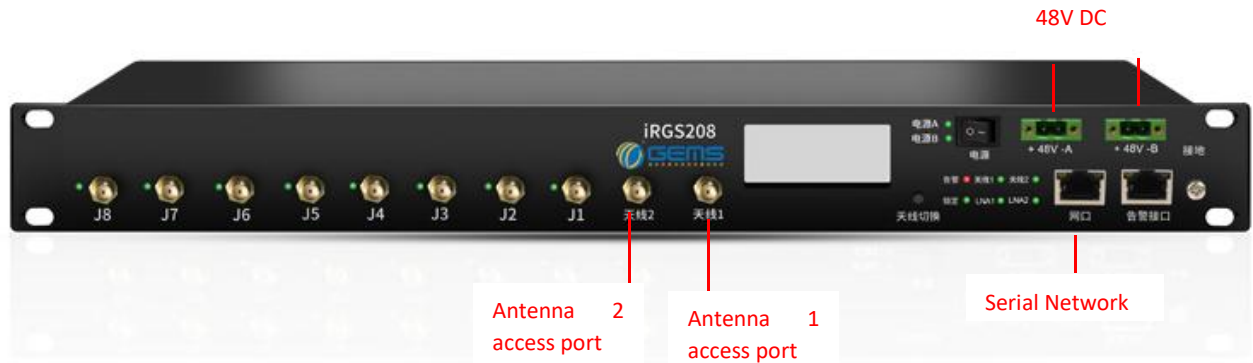 48V DC
iRGS208
GEMS
电源A
电源B
电源
+ 48V -A
+ 48V -B
接地
告警 天线1 天线2
锁定 LNA1 LNA2
天线切换
网口
告警接口
J8 J7 J6 J5 J4 J3 J2 J1 天线2 天线1
Antenna 2
access port
Antenna 1
access port
Serial Network